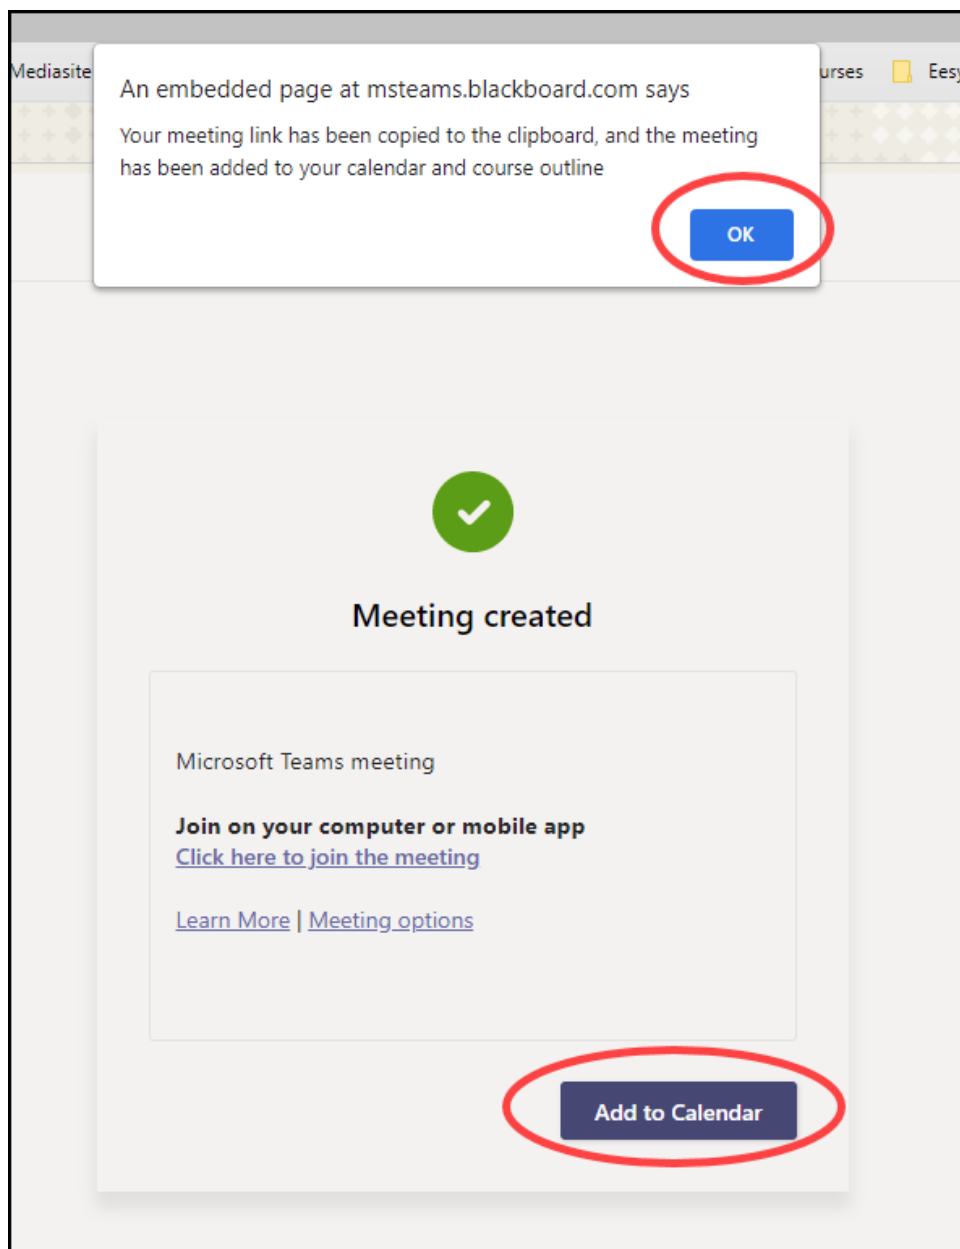 Mediasite
An embedded page at msteams.blackboard.com says
Your meeting link has been copied to the clipboard, and the meeting
has been added to your calendar and course outline
OK
urses
Eesy
Meeting created
Microsoft Teams meeting
Join on your computer or mobile app
Click here to join the meeting
Learn More | Meeting options
Add to Calendar